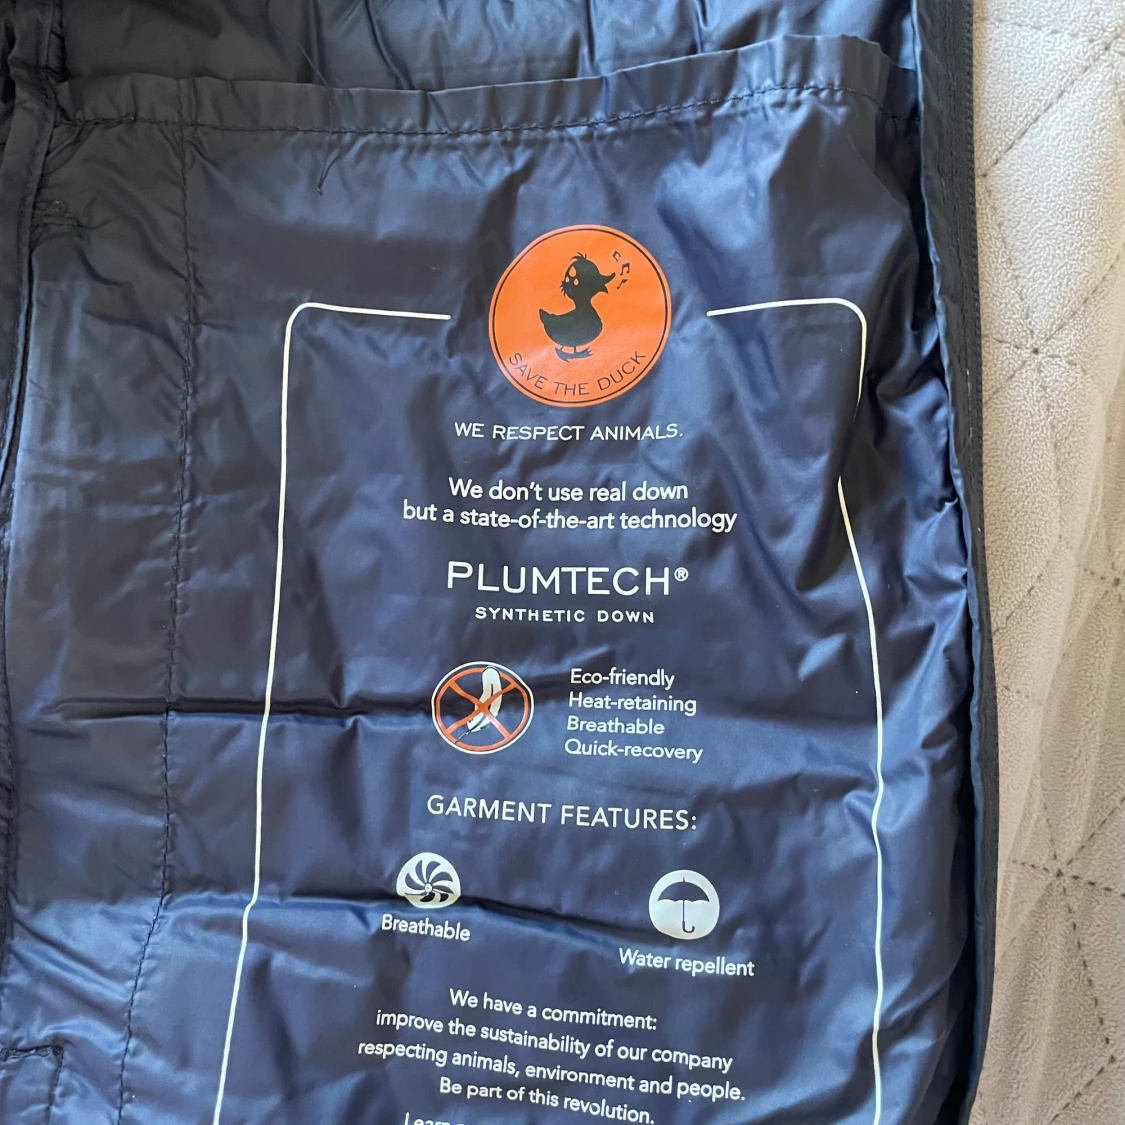 SAVE THE DUCK
WE RESPECT ANIMALS.
We don't use real down
but a state-of-the-art technology
PLUMTECH®
SYNTHETIC DOWN
Eco-friendly
Heat-retaining
Breathable
Quick-recovery
GARMENT FEATURES:
Breathable
Water repellent
We have a commitment:
improve the sustainability of our company
respecting animals, environment and people.
Be part of this revolution.